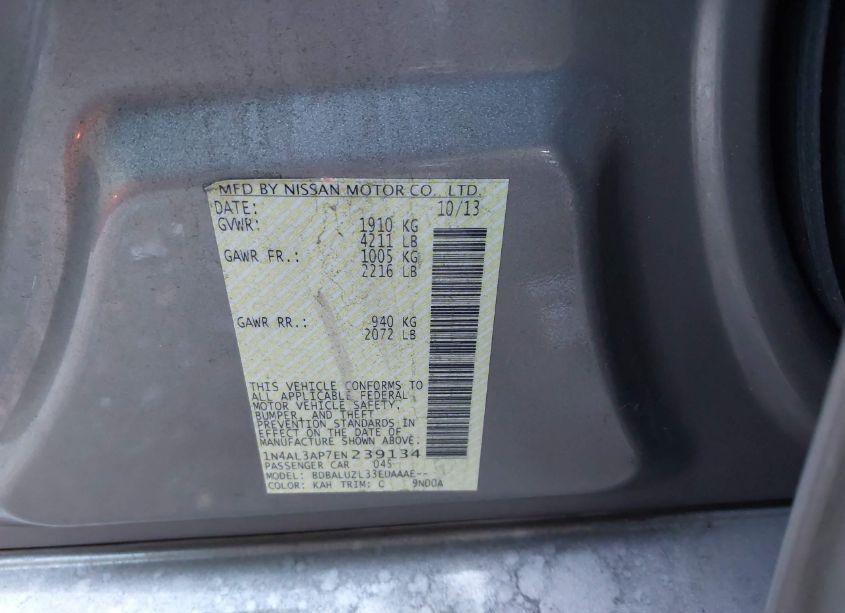 MFD BY NISSAN MOTOR CO., LTD.
DATE: 10/13
GVWR: 1910 KG
4211 LB
GAWR FR.: 1005 KG
2216 LB
GAWR RR.: 940 KG
2072 LB
THIS VEHICLE CONFORMS TO
ALL APPLICABLE FEDERAL
MOTOR VEHICLE SAFETY,
BUMPER, AND THEFT
PREVENTION STANDARDS IN
EFFECT ON THE DATE OF
MANUFACTURE SHOWN ABOVE.
1N4AL3AP7EN239134
PASSENGER CAR 045
MODEL: BDBALUZL33EUAAAE--
COLOR: KAH TRIM: C